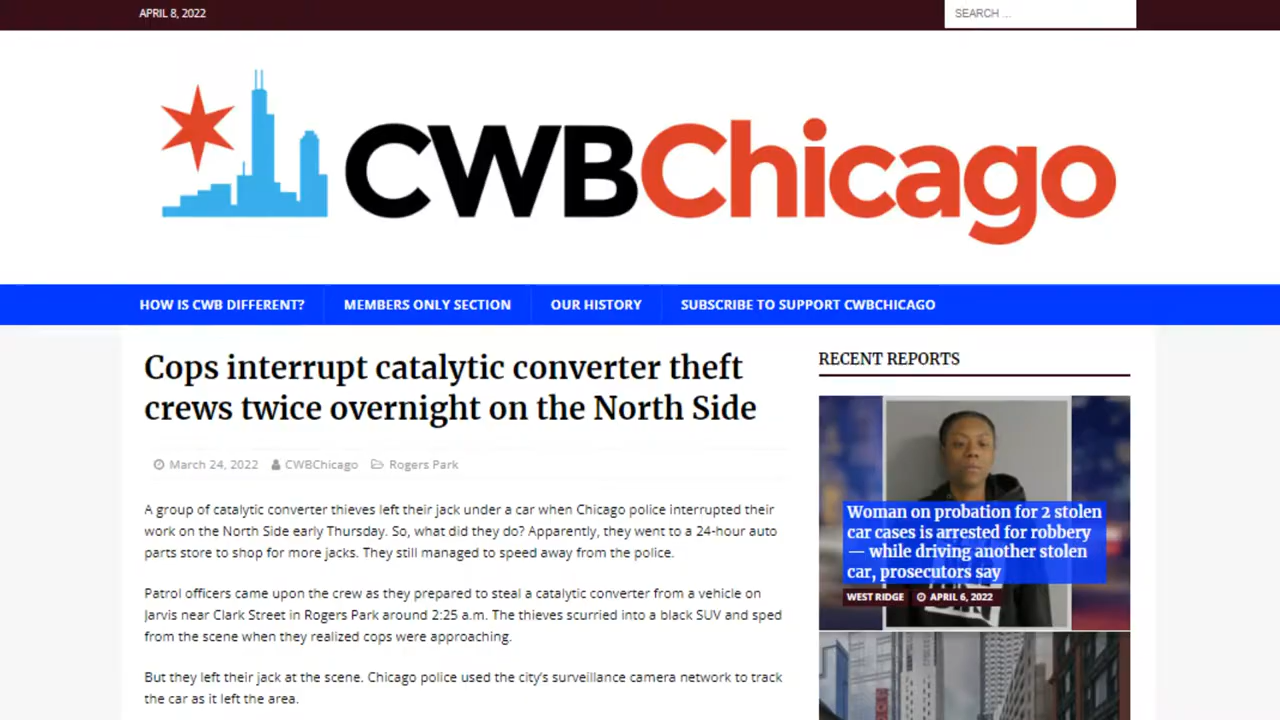 APRIL 8, 2022
SEARCH ...
CWBChicago
HOW IS CWB DIFFERENT?
MEMBERS ONLY SECTION
OUR HISTORY
SUBSCRIBE TO SUPPORT CWBCHICAGO
Cops interrupt catalytic converter theft
crews twice overnight on the North Side
March 24, 2022
CWBChicago
Rogers Park
A group of catalytic converter thieves left their jack under a car when Chicago police interrupted their
work on the North Side early Thursday. So, what did they do? Apparently, they went to a 24-hour auto
parts store to shop for more jacks. They still managed to speed away from the police.
Patrol officers came upon the crew as they prepared to steal a catalytic converter from a vehicle on
Jarvis near Clark Street in Rogers Park around 2:25 a.m. The thieves scurried into a black SUV and sped
from the scene when they realized cops were approaching.
But they left their jack at the scene. Chicago police used the city's surveillance camera network to track
the car as it left the area.
RECENT REPORTS
Woman on probation for 2 stolen
car cases is arrested for robbery
— while driving another stolen
car, prosecutors say
WEST RIDGE
APRIL 6, 2022